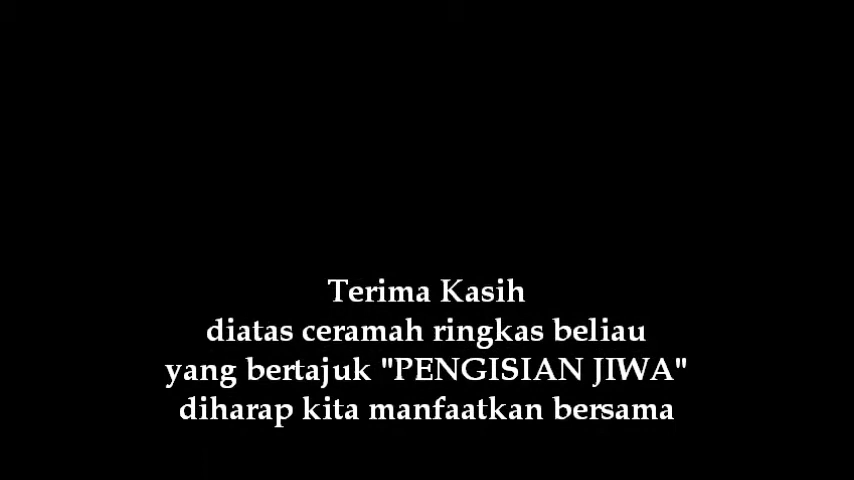 Terima Kasih
diatas ceramah ringkas beliau
yang bertajuk "PENGISIAN JIWA"
diharap kita manfaatkan bersama